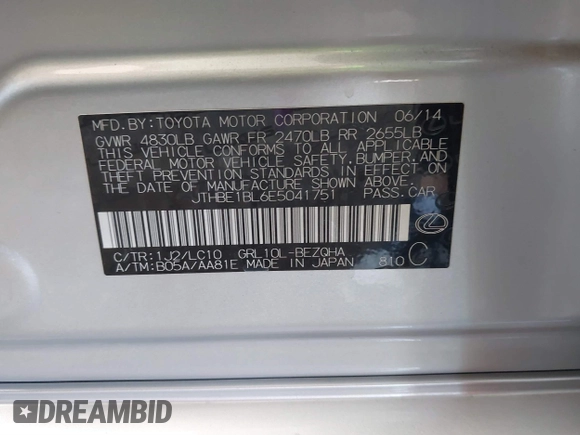 MFD.BY:TOYOTA MOTOR CORPORATION 06/14
GVWR 4830LB GAWR FR 2470LB RR 2655LB
THIS VEHICLE CONFORMS TO ALL APPLICABLE
FEDERAL MOTOR VEHICLE SAFETY,BUMPER,AND
THEFT PREVENTION STANDARDS IN EFFECT ON
THE DATE OF MANUFACTURE SHOWN ABOVE.
JTHBE1BL6E5041751 PASS.CAR
C/TR:1J2/LC10 GRL10L-BEZQHA
A/TM:B05A/AA81E MADE IN JAPAN 810 C
DREAMBID